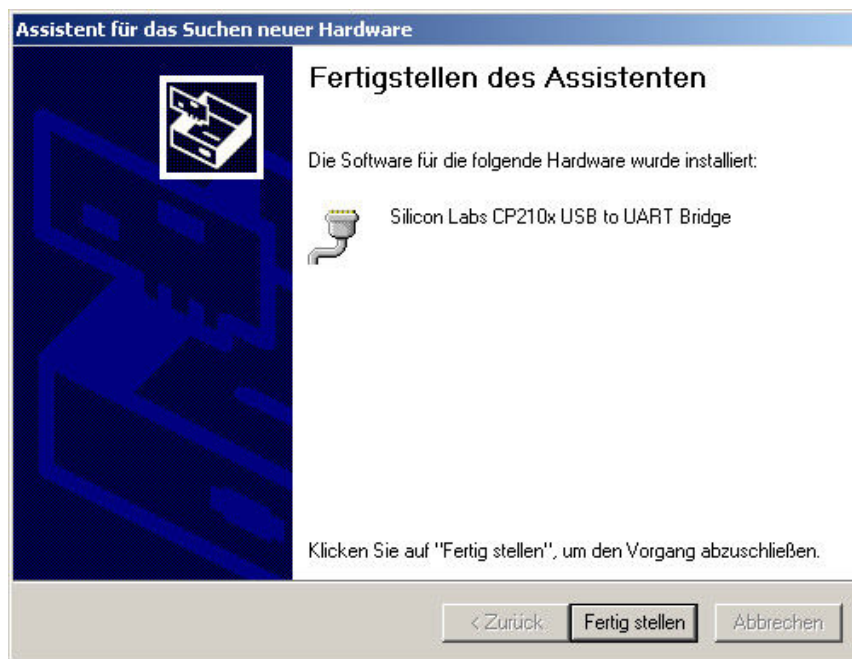 Assistent für das Suchen neuer Hardware
Fertigstellen des Assistenten
Die Software für die folgende Hardware wurde installiert:
Silicon Labs CP210x USB to UART Bridge
Klicken Sie auf "Fertig stellen", um den Vorgang abzuschließen.
< Zurück Fertig stellen Abbrechen